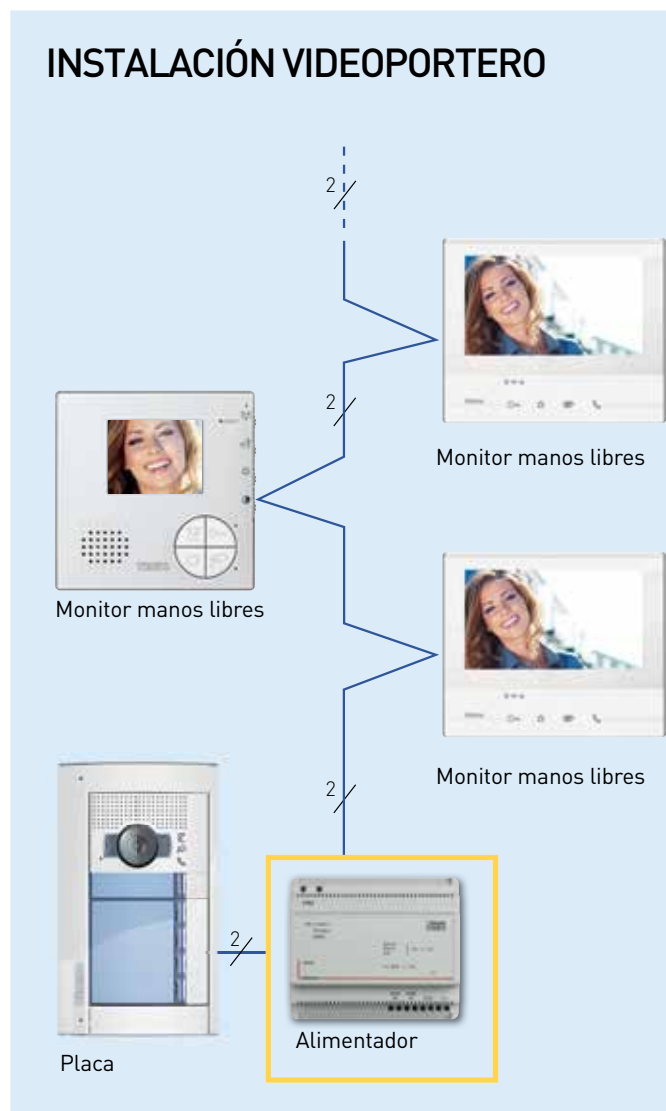 INSTALACIÓN VIDEOPORTERO
2
Monitor manos libres
2
Monitor manos libres
Monitor manos libres
2
2
Alimentador
Placa